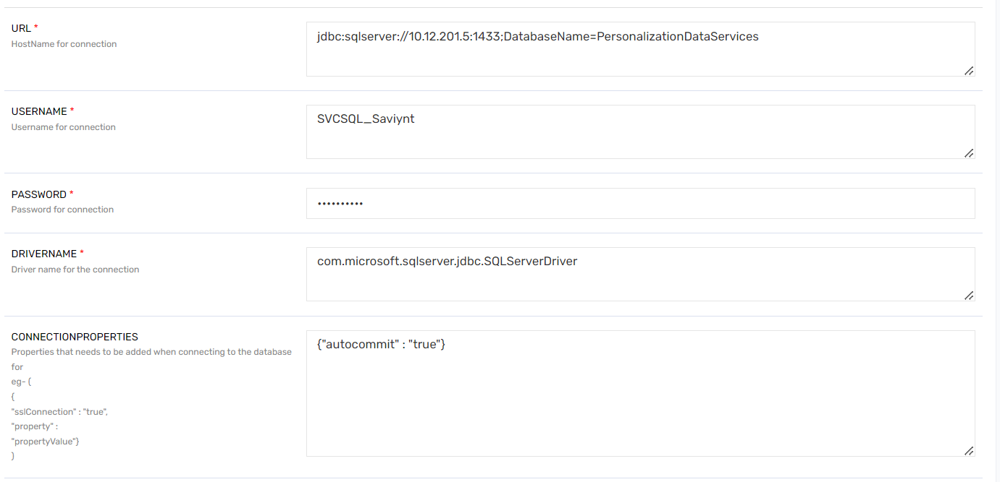 URL *
HostName for connection
jdbc:sqlserver://10.12.201.5:1433;DatabaseName=PersonalizationDataServices
USERNAME *
Username for connection
SVCSQL_Saviynt
PASSWORD *
Password for connection
••••••••••
DRIVERNAME *
Driver name for the connection
com.microsoft.sqlserver.jdbc.SQLServerDriver
CONNECTIONPROPERTIES
Properties that needs to be added when connecting to the database
for
eg- (
{
"sslConnection" : "true",
"property" :
"propertyValue"}
)
{"autocommit" : "true"}